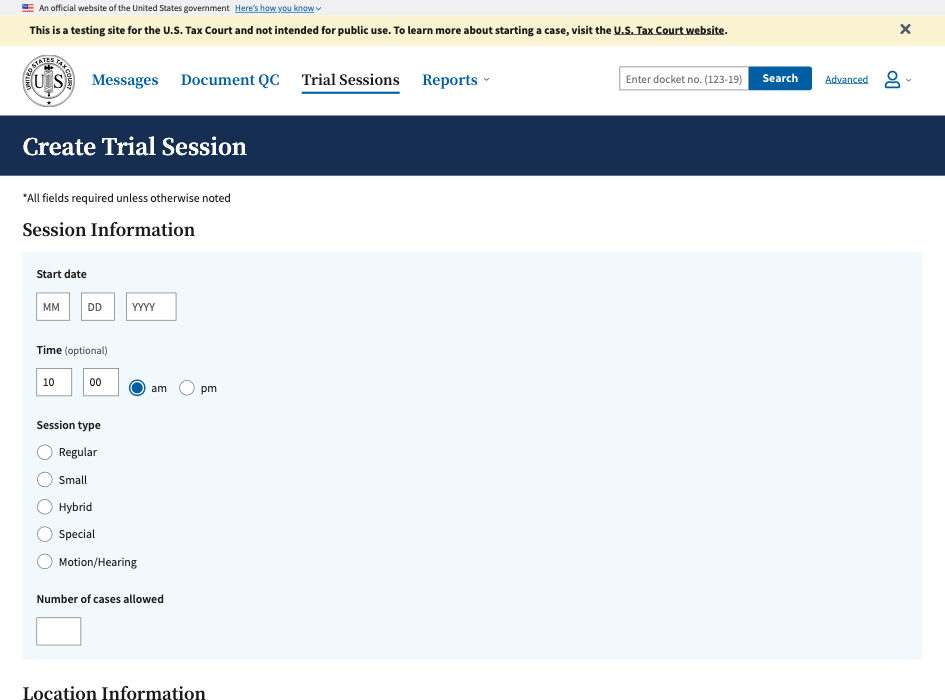 An official website of the United States government Here's how you know
This is a testing site for the U.S. Tax Court and not intended for public use. To learn more about starting a case, visit the U.S. Tax Court website.
UNITED STATES TAX COURT
US
Messages Document QC Trial Sessions Reports
Enter docket no. (123-19) Search Advanced
Create Trial Session
*All fields required unless otherwise noted
Session Information
Start date
MM DD YYYY
Time (optional)
10 00 am pm
Session type
Regular
Small
Hybrid
Special
Motion/Hearing
Number of cases allowed
Location Information